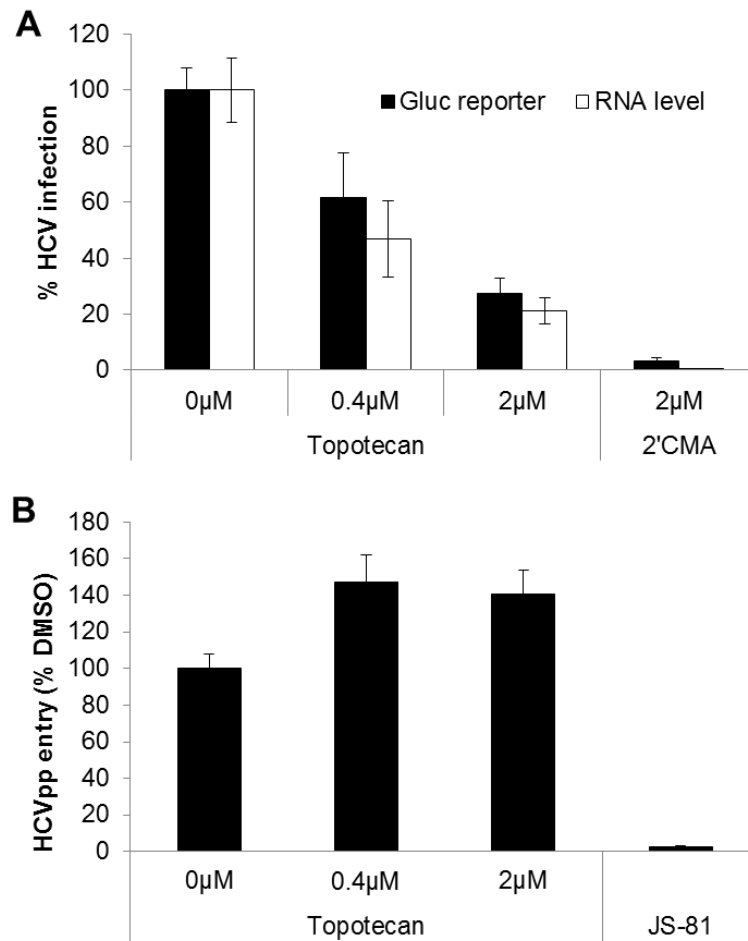 A
% HCV infection
120
100
80
60
40
20
0
Gluc reporter RNA level
0µM 0.4µM 2µM 2µM
Topotecan 2'CMA
B
HCVpp entry (% DMSO)
180
160
140
120
100
80
60
40
20
0
0µM 0.4µM 2µM
Topotecan JS-81